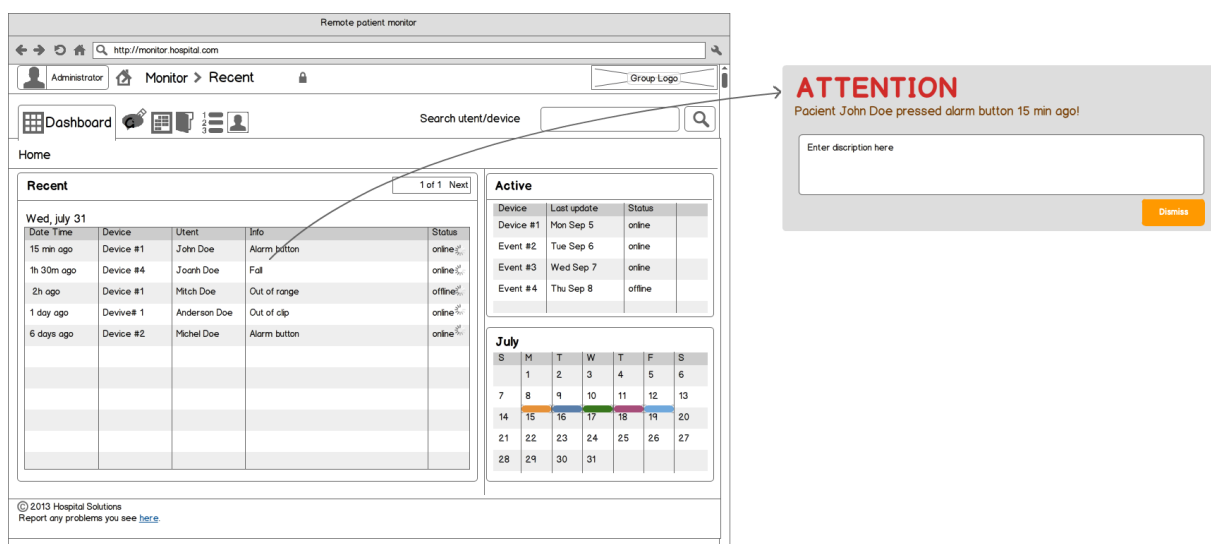 Remote patient monitor
http://monitor.hospital.com
Administrator
Monitor > Recent
Group Logo
Dashboard
1
2
3
Search utent/device
Home
Recent
1 of 1 Next
Wed, july 31
Date Time Device Utent Info Status
15 min ago Device #1 John Doe Alarm button online
1h 30m ago Device #4 Joanh Doe Fall online
2h ago Device #1 Mitch Doe Out of range offline
1 day ago Devive# 1 Anderson Doe Out of clip online
6 days ago Device #2 Michel Doe Alarm button online
Active
Device Last update Status
Device #1 Mon Sep 5 online
Event #2 Tue Sep 6 online
Event #3 Wed Sep 7 online
Event #4 Thu Sep 8 offline
July
S M T W T F S
1 2 3 4 5 6
7 8 9 10 11 12 13
14 15 16 17 18 19 20
21 22 23 24 25 26 27
28 29 30 31
© 2013 Hospital Solutions
Report any problems you see here.
ATTENTION
Pacient John Doe pressed alarm button 15 min ago!
Enter discription here
Dismiss